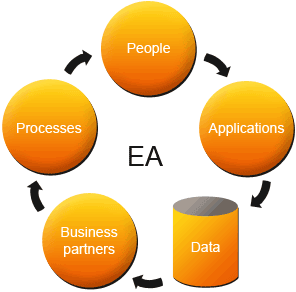 People
Processes
Applications
EA
Business
partners
Data